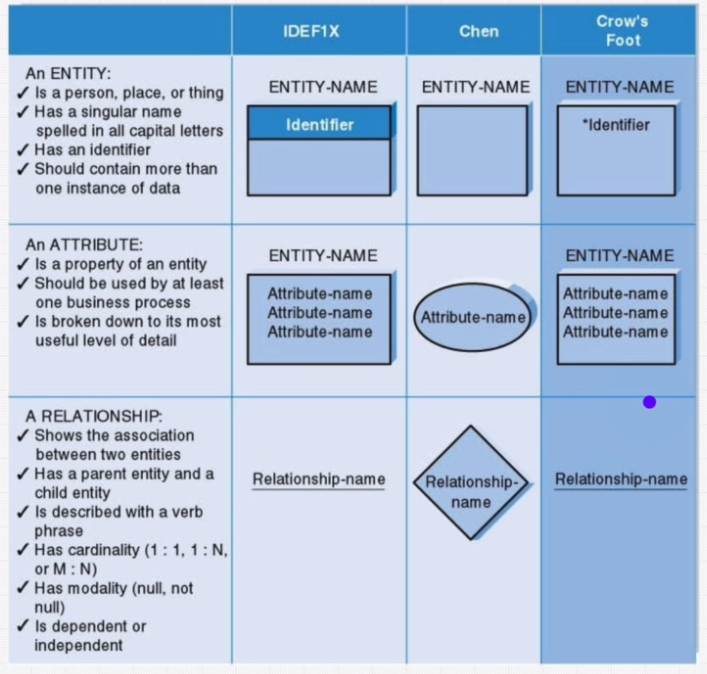 IDEF1X
Chen
Crow's
Foot
An ENTITY:
✓ Is a person, place, or thing
✓ Has a singular name
spelled in all capital letters
✓ Has an identifier
✓ Should contain more than
one instance of data
ENTITY-NAME
Identifier
ENTITY-NAME
ENTITY-NAME
*Identifier
An ATTRIBUTE:
✓ Is a property of an entity
✓ Should be used by at least
one business process
✓ Is broken down to its most
useful level of detail
ENTITY-NAME
Attribute-name
Attribute-name
Attribute-name
Attribute-name
ENTITY-NAME
Attribute-name
Attribute-name
Attribute-name
A RELATIONSHIP:
✓ Shows the association
between two entities
✓ Has a parent entity and a
child entity
✓ Is described with a verb
phrase
✓ Has cardinality (1 : 1, 1 : N,
or M : N)
✓ Has modality (null, not
null)
✓ Is dependent or
independent
Relationship-name
Relationship-
name
Relationship-name